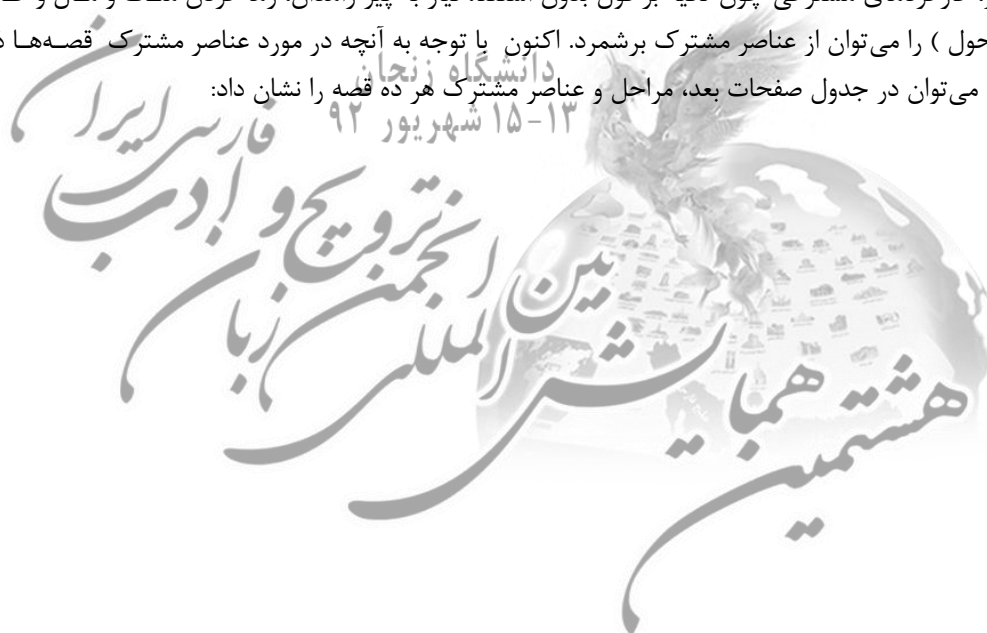 حول ) را می‌توان از عناصر مشترک برشمرد. اکنون با توجه به آنچه در مورد عناصر مشترک قصه‌هـا د
می‌توان در جدول صفحات بعد، مراحل و عناصر مشترک هر ده قصه را نشان داد:
دانشگاه زنجان
۱۳-۱۵ شهریور ۹۲
هشتمین همایش بین المللی انجمن ترویج زبان و ادب فارسی ایران